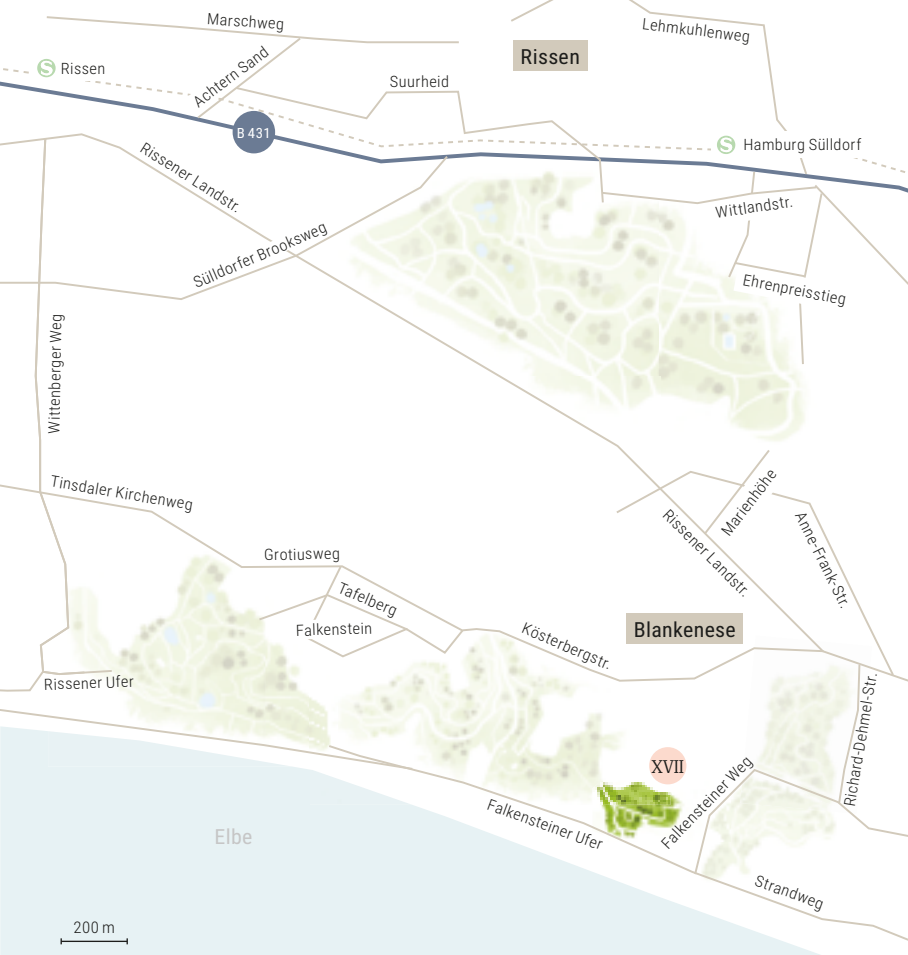 Marschweg
Lehmkuhlenweg
Rissen
S Rissen
Achtern Sand
Suurheid
B 431
S Hamburg Sülldorf
Rissener Landstr.
Wittlandstr.
Sülldorfer Brooksweg
Ehrenpreisstieg
Wittenberger Weg
Tinsdaler Kirchenweg
Marienhöhe
Rissener Landstr.
Anne-Frank-Str.
Grotiusweg
Tafelberg
Falkenstein
Kösterbergstr.
Blankenese
Rissener Ufer
Richard-Dehmel-Str.
XVII
Falkensteiner Weg
Falkensteiner Ufer
Elbe
Strandweg
200 m